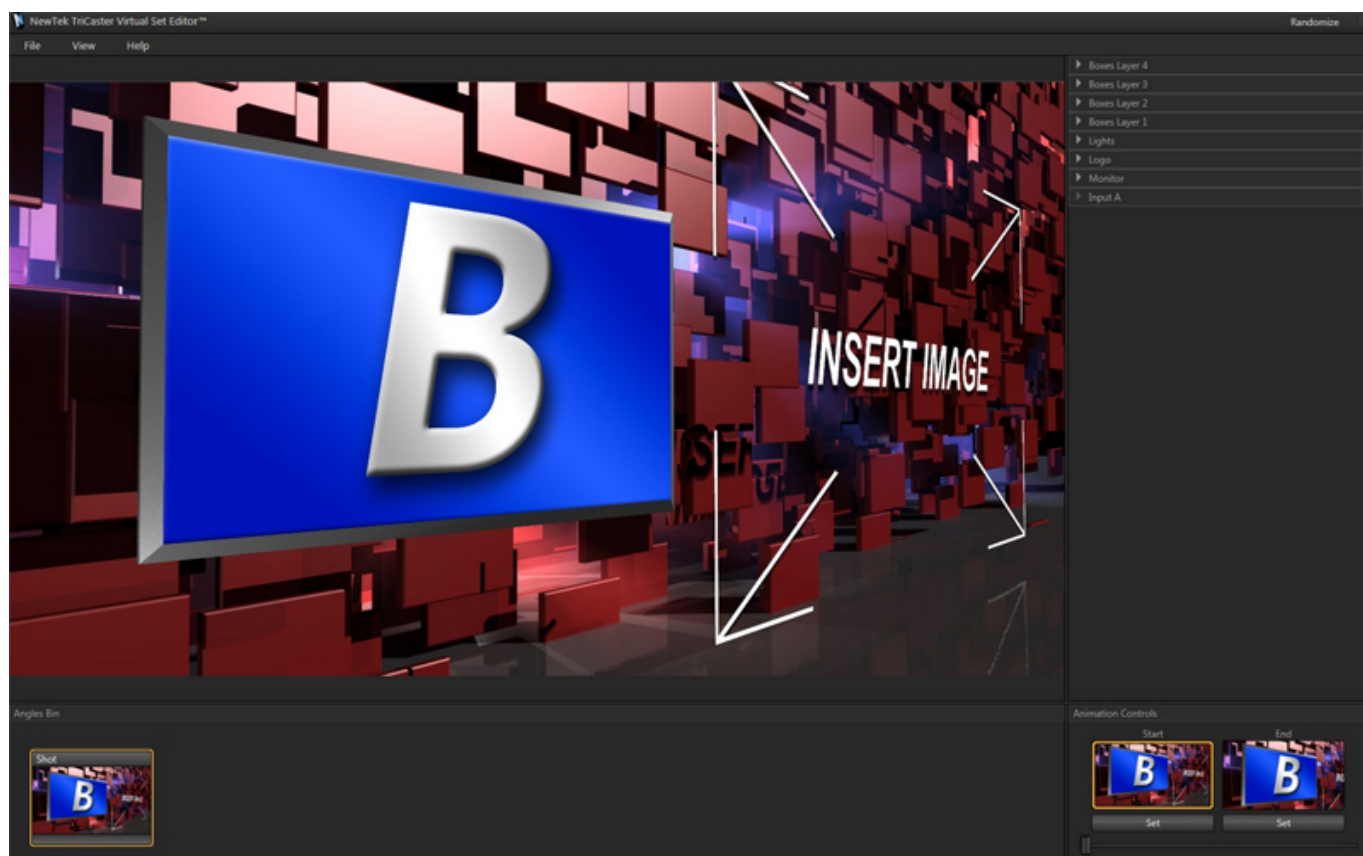 NewTek TriCaster Virtual Set Editor™
Randomize
File View Help
Boxes Layer 4
Boxes Layer 3
Boxes Layer 2
Boxes Layer 1
Lights
Logo
Monitor
Input A
B
INSERT IMAGE
Angles Bin
Shot
B
Animation Controls
Start End
B B
Set Set